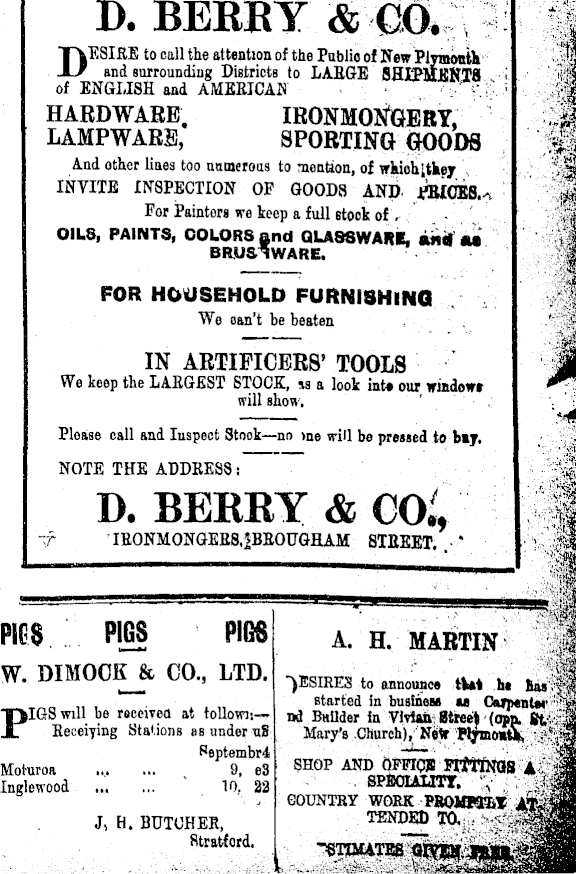 D. BERRY & CO.
DESIRE to call the attention of the Public of New Plymouth
and surrounding Districts to LARGE SHIPMENTS
of ENGLISH and AMERICAN
HARDWARE, IRONMONGERY,
LAMPWARE, SPORTING GOODS
And other lines too numerous to mention, of which they
INVITE INSPECTION OF GOODS AND PRICES.
For Painters we keep a full stock of
OILS, PAINTS, COLORS and GLASSWARE, and as
BRUSHWARE.
FOR HOUSEHOLD FURNISHING
We can't be beaten
IN ARTIFICERS' TOOLS
We keep the LARGEST STOCK, as a look into our windows
will show.
Please call and Inspect Stock—no one will be pressed to buy.
NOTE THE ADDRESS:
D. BERRY & CO.,
IRONMONGERS, BROUGHAM STREET.
PIGS PIGS PIGS
W. DIMOCK & CO., LTD.
PIGS will be received at follow:—
Receiving Stations as under us
Septembr4
Moturoa ... ... 9, e3
Inglewood ... ... 10, 22
J, H. BUTCHER,
Stratford.
A. H. MARTIN
DESIRES to announce that he has
started in business as Carpenter
nd Builder in Vivian Street (opp. St.
Mary's Church), New Plymouth.
SHOP AND OFFICE FITTINGS A
SPECIALITY.
COUNTRY WORK PROMPTLY AT
TENDED TO.
STIMATES GIVEN FREE